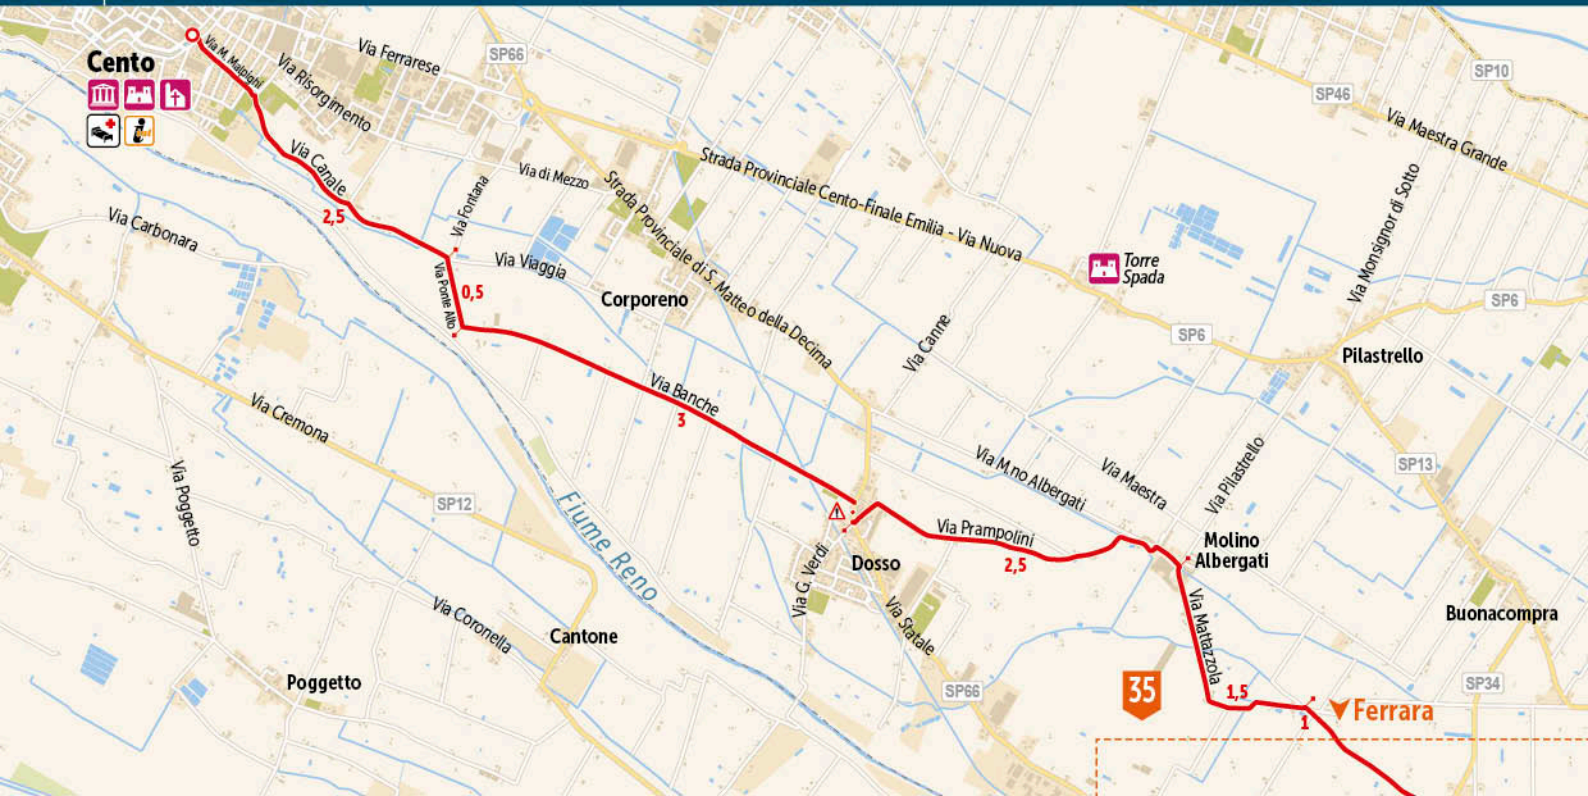 Cento
Via M. Malpighi
Via Risorgimento
Via Ferrarese
SP66
SP10
SP46
Via Maestra Grande
Via Canale
2,5
Via di Mezzo
Strada Provinciale Cento-Finale Emilia - Via Nuova
Via Fontana
Strada Provinciale di S. Matteo della Decima
Via Monsignor di Sotto
Via Carbonara
Via Viaggia
Via Ponte Alto
0,5
Corporeno
Torre
Spada
SP6
SP6
Via Canne
Pilastrello
Via Banche
3
Via Cremona
Via Poggetto
SP12
Fiume Reno
Via M.no Albergati
Via Maestra
Via Pilastrello
SP13
Via Prampolini
2,5
Molino
Albergati
Dosso
Via G. Verdi
Via Statale
Via Mattazzola
Buonacompra
Via Coronella
Cantone
Poggetto
SP66
35
1,5
1
Ferrara
SP34